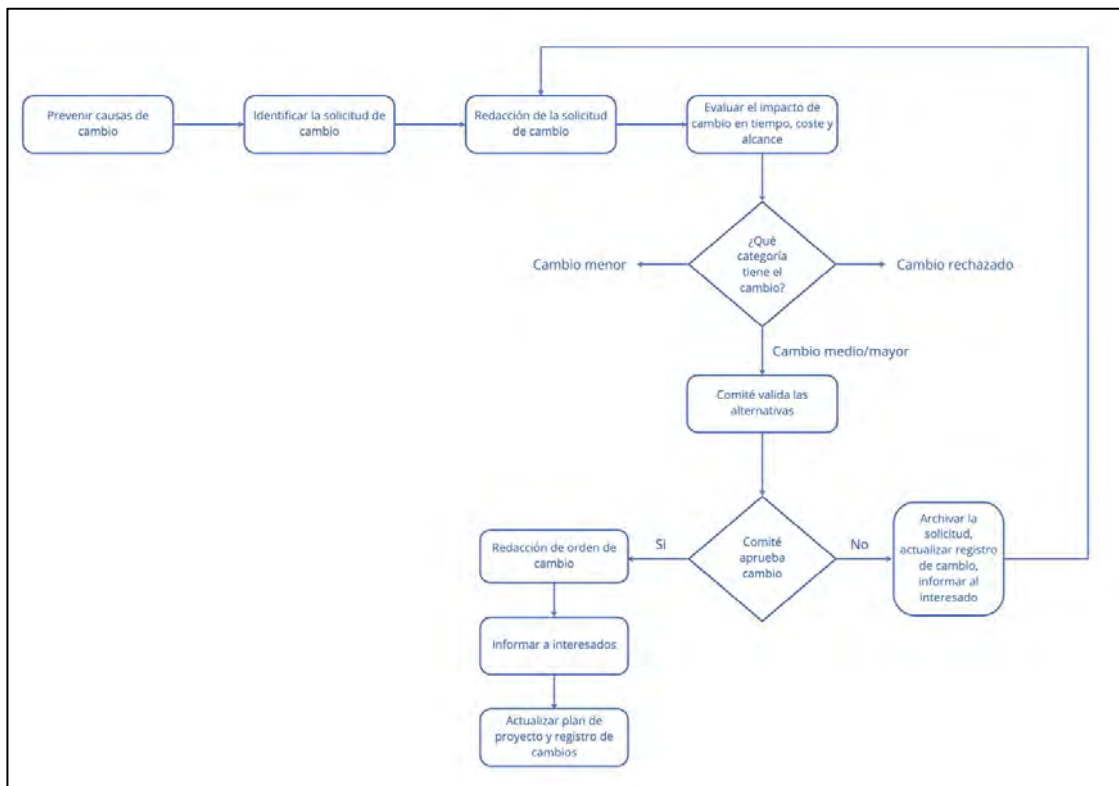 Prevenir causas de
cambio
Identificar la solicitud de
cambio
Redacción de la solicitud
de cambio
Evaluar el impacto de
cambio en tiempo, coste y
alcance
¿Qué
categoría
tiene el
cambio?
Cambio menor
Cambio rechazado
Cambio medio/mayor
Comité valida las
alternativas
Comité
aprueba
cambio
Si
No
Redacción de orden de
cambio
Archivar la
solicitud,
actualizar registro
de cambio,
informar al
interesado
Informar a interesados
Actualizar plan de
proyecto y registro de
cambios